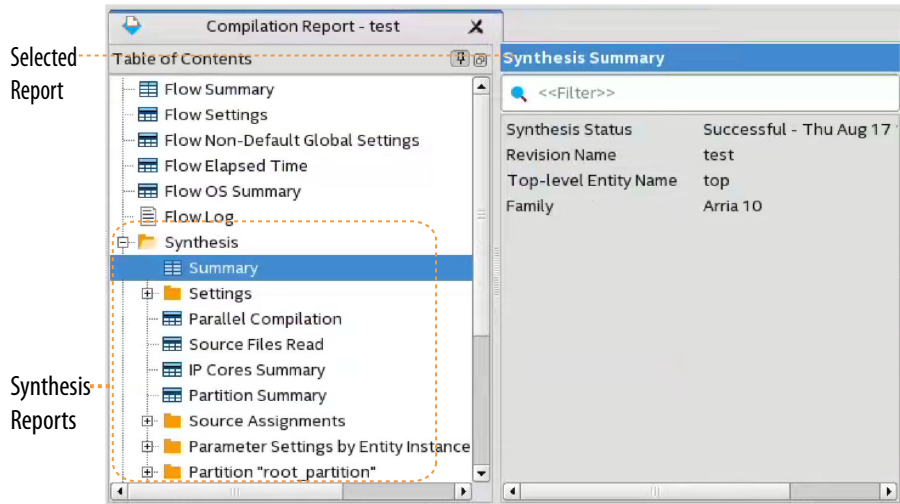 Compilation Report - test
Selected Report
Table of Contents
Flow Summary
Flow Settings
Flow Non-Default Global Settings
Flow Elapsed Time
Flow OS Summary
Flow Log
Synthesis
Summary
Settings
Parallel Compilation
Source Files Read
IP Cores Summary
Partition Summary
Source Assignments
Parameter Settings by Entity Instance
Partition "root_partition"
Synthesis Reports
Synthesis Summary
<<Filter>>
Synthesis Status Successful - Thu Aug 17
Revision Name test
Top-level Entity Name top
Family Arria 10